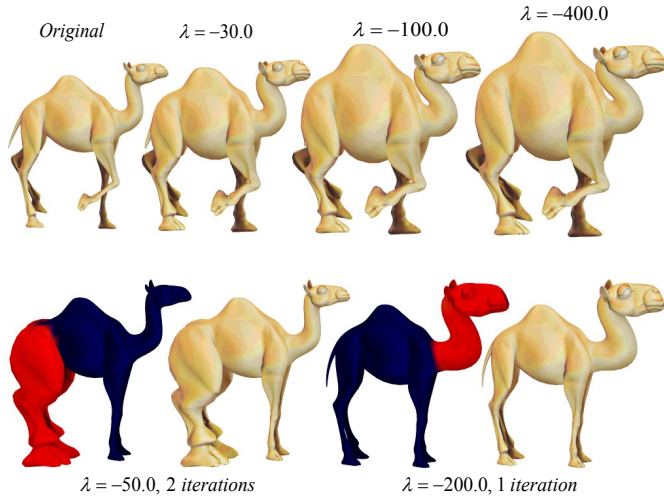 Original
λ = −30.0
λ = −100.0
λ = −400.0
λ = −50.0, 2 iterations
λ = −200.0, 1 iteration